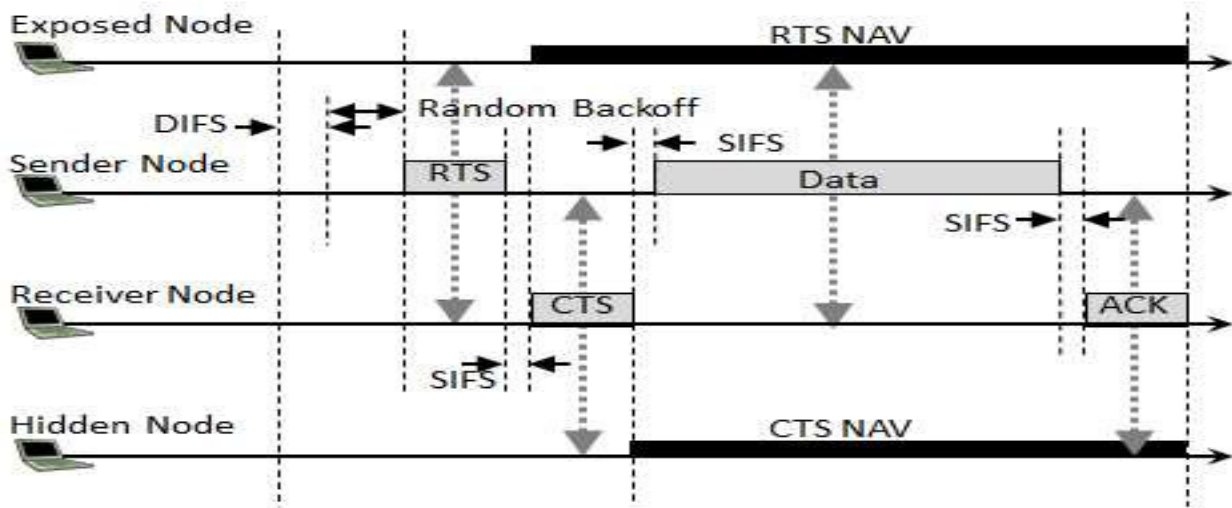 Exposed Node
RTS NAV
Random Backoff
DIFS
SIFS
Sender Node
RTS
Data
SIFS
Receiver Node
CTS
ACK
SIFS
Hidden Node
CTS NAV